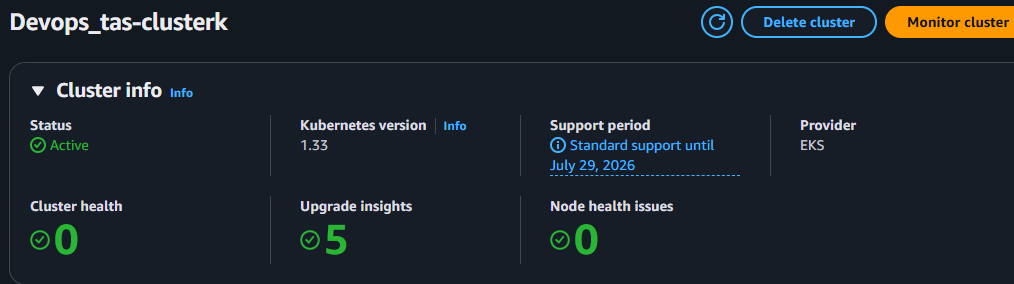 Devops_tas-clusterk
Delete cluster
Monitor cluster
Cluster info Info
Status
Active
Kubernetes version Info
1.33
Support period
Standard support until
July 29, 2026
Provider
EKS
Cluster health
0
Upgrade insights
5
Node health issues
0